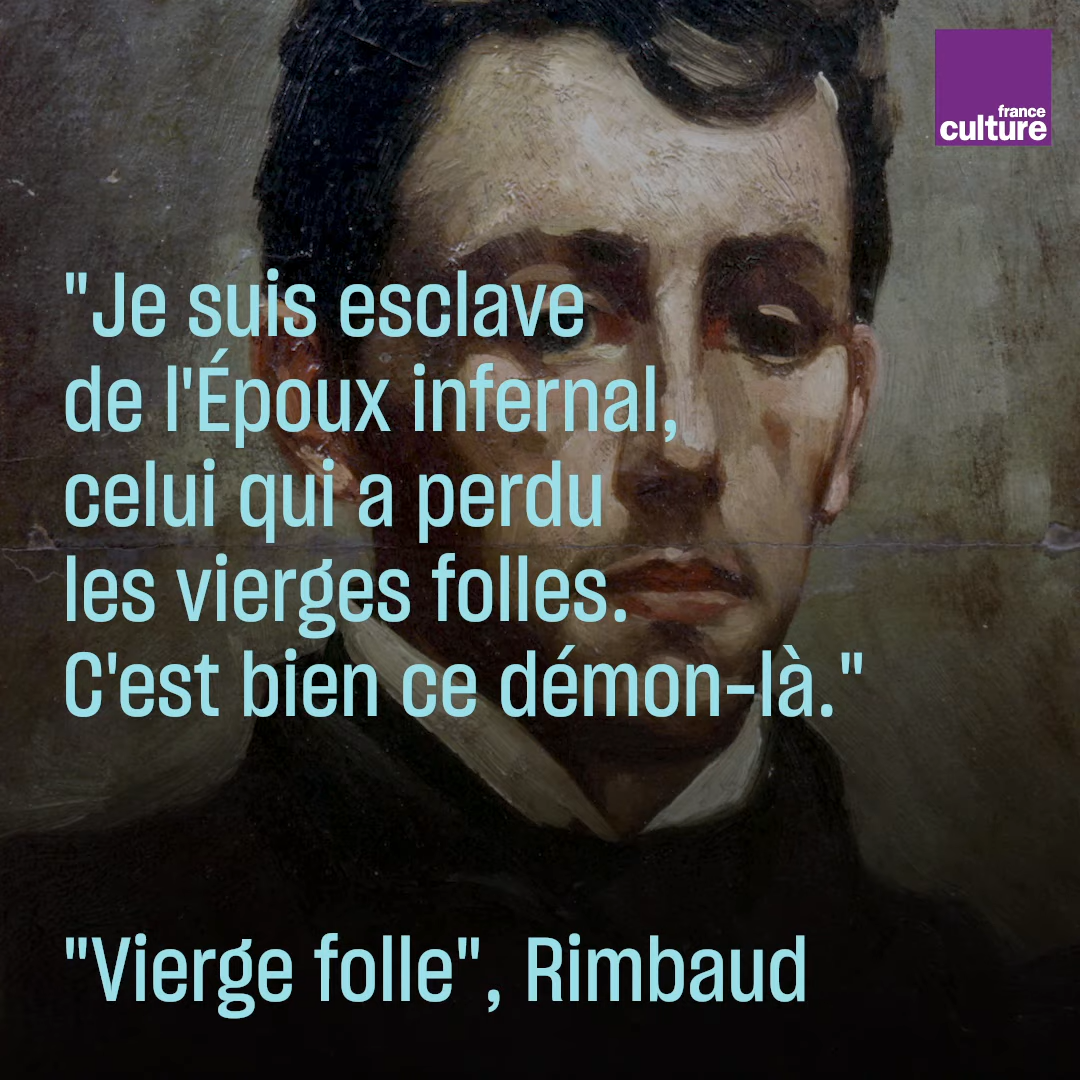 france
culture
"Je suis esclave
de l'Époux infernal,
celui qui a perdu
les vierges folles.
C'est bien ce démon-là."
"Vierge folle", Rimbaud